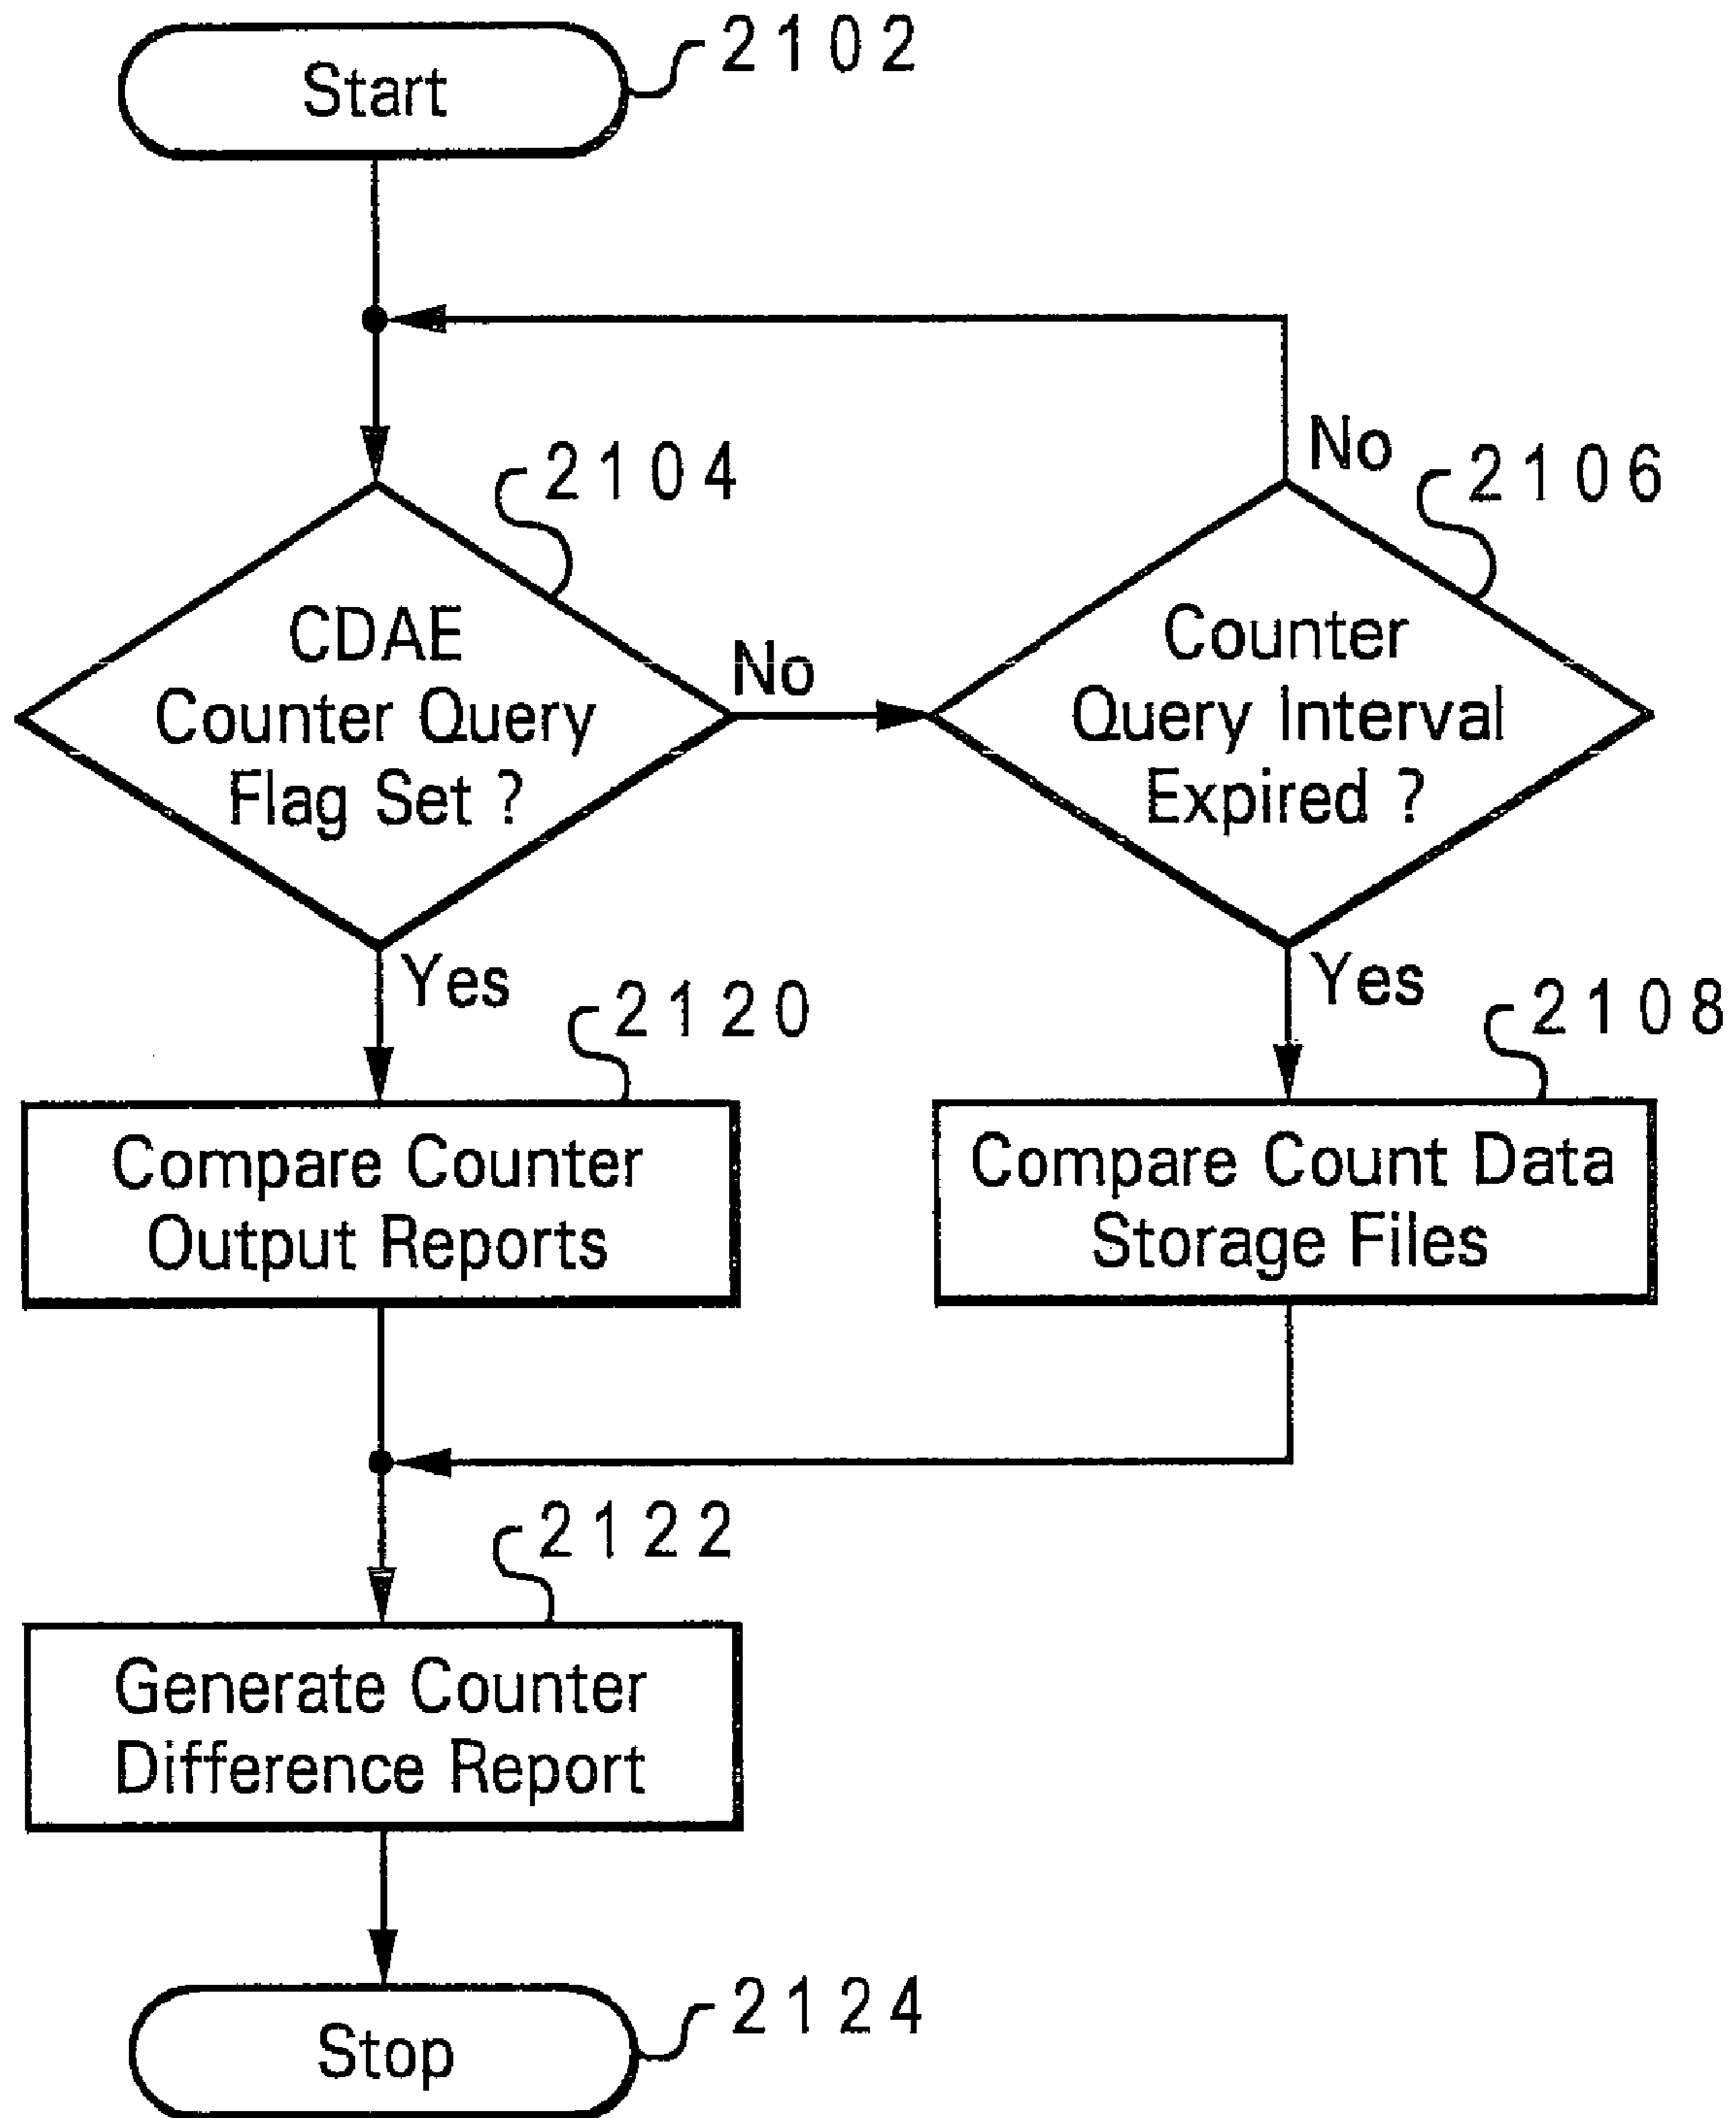 Start
2102
No
2104
2106
CDAE
Counter Query
Flag Set ?
No
Counter
Query Interval
Expired ?
Yes
Yes
2120
2108
Compare Counter
Output Reports
Compare Count Data
Storage Files
2122
Generate Counter
Difference Report
2124
Stop